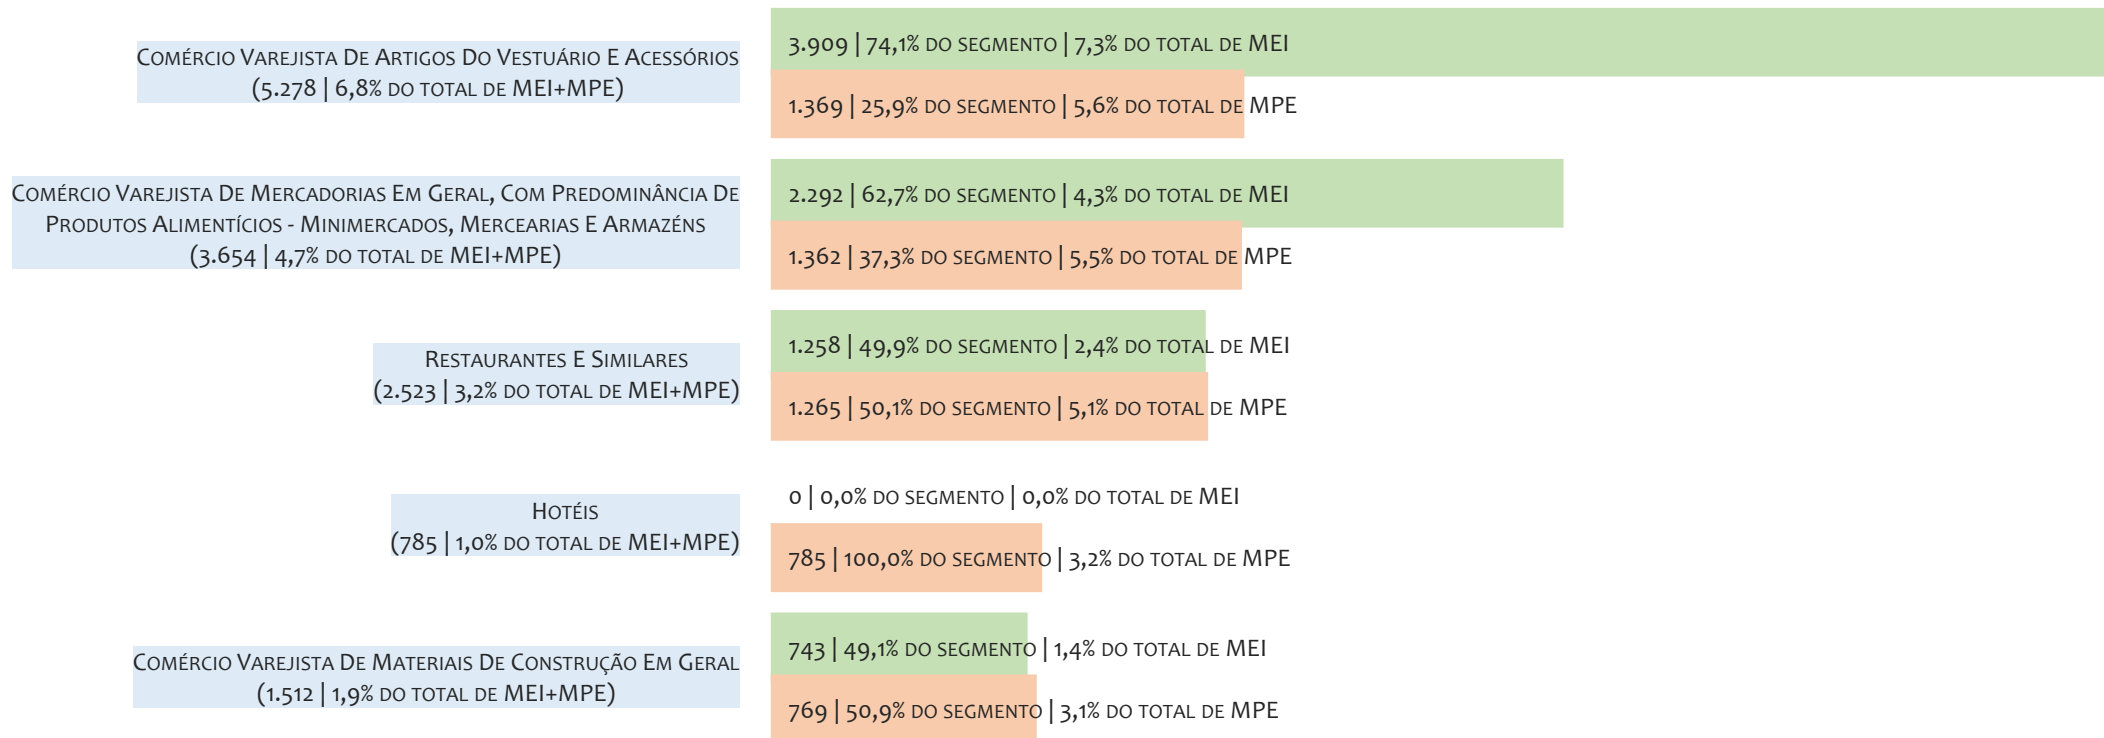 Comércio Varejista De Artigos Do Vestuário E Acessórios
(5.278 | 6,8% do total de MEI+MPE)
3.909 | 74,1% do segmento | 7,3% do total de MEI
1.369 | 25,9% do segmento | 5,6% do total de MPE
Comércio Varejista De Mercadorias Em Geral, Com Predominância De
Produtos Alimentícios - Minimercados, Mercearias E Armazéns
(3.654 | 4,7% do total de MEI+MPE)
2.292 | 62,7% do segmento | 4,3% do total de MEI
1.362 | 37,3% do segmento | 5,5% do total de MPE
Restaurantes E Similares
(2.523 | 3,2% do total de MEI+MPE)
1.258 | 49,9% do segmento | 2,4% do total de MEI
1.265 | 50,1% do segmento | 5,1% do total de MPE
Hotéis
(785 | 1,0% do total de MEI+MPE)
0 | 0,0% do segmento | 0,0% do total de MEI
785 | 100,0% do segmento | 3,2% do total de MPE
Comércio Varejista De Materiais De Construção Em Geral
(1.512 | 1,9% do total de MEI+MPE)
743 | 49,1% do segmento | 1,4% do total de MEI
769 | 50,9% do segmento | 3,1% do total de MPE